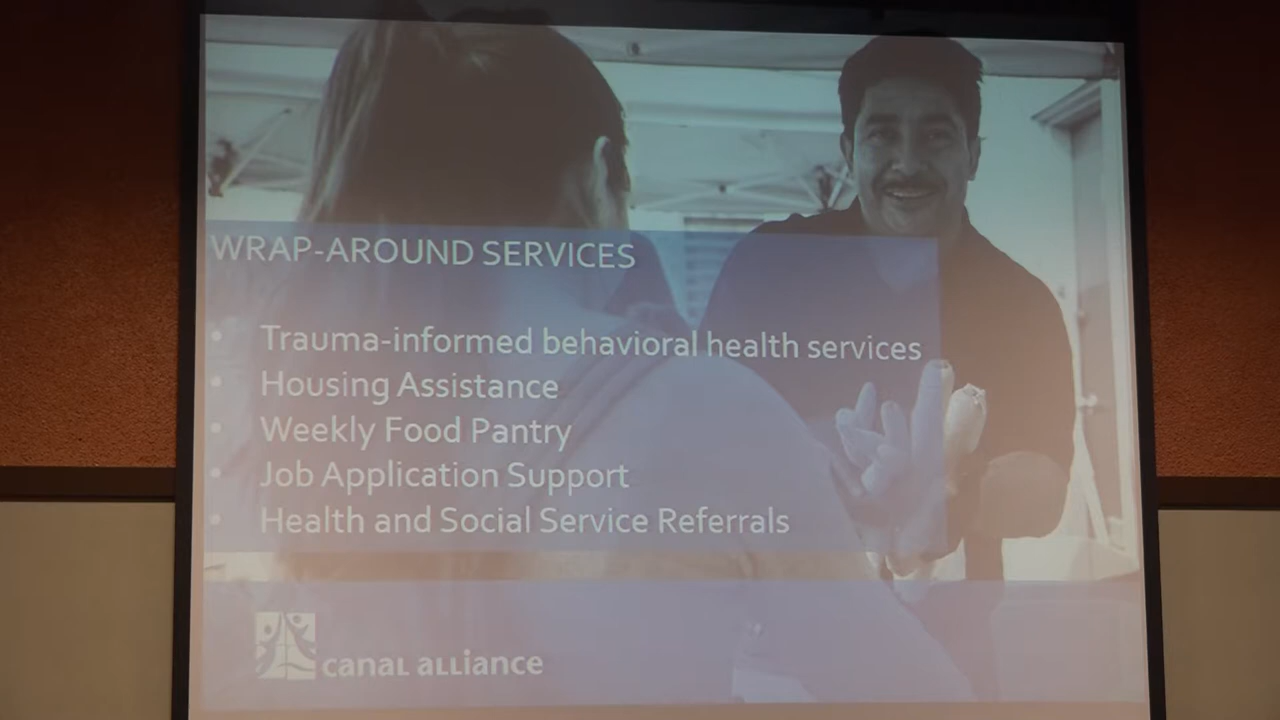 WRAP-AROUND SERVICES
• Trauma-informed behavioral health services
• Housing Assistance
• Weekly Food Pantry
• Job Application Support
• Health and Social Service Referrals
canal alliance